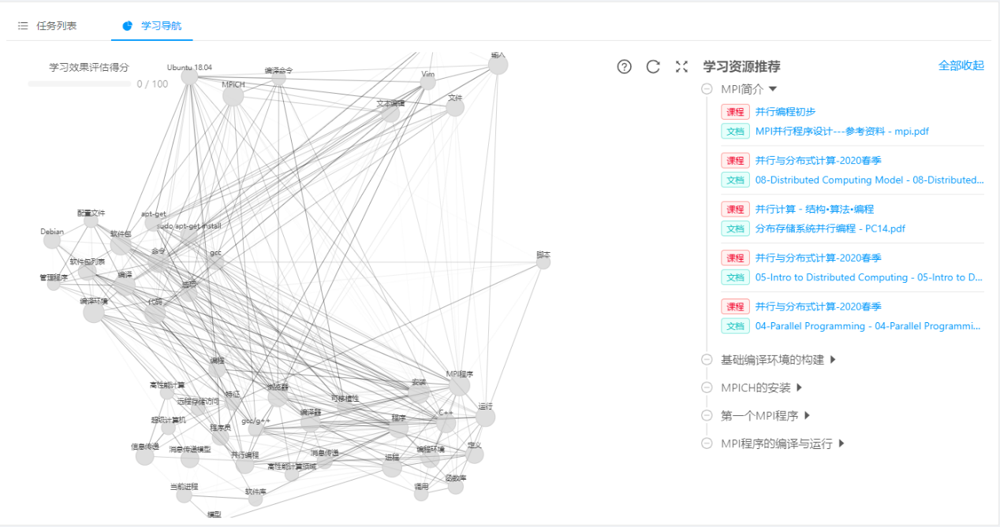 任务列表
学习导航
学习效果评估得分
0 / 100
Ubuntu 18.04
MPICH
编译命令
Vim
输入
文本编辑
文件
配置文件
apt-get
sudo apt-get install
Debian
软件包
命令
gcc
软件包列表
管理程序
编译
选项
编译环境
代码
脚本
编程
高性能计算
特征
浏览器
可移植性
安装
MPI程序
远程存储访问
超级计算机
程序员
gcc/g++
编译器
程序
C++
运行
信息传递
消息传递模型
并行编程
消息传递
高性能计算领域
进程
编程环境
定义
当前进程
软件库
调用
函数库
模型
学习资源推荐
全部收起
MPI简介
课程 并行编程初步
文档 MPI并行程序设计---参考资料 - mpi.pdf
课程 并行与分布式计算-2020春季
文档 08-Distributed Computing Model - 08-Distributed...
课程 并行计算－结构•算法•编程
文档 分布存储系统并行编程 - PC14.pdf
课程 并行与分布式计算-2020春季
文档 05-Intro to Distributed Computing - 05-Intro to D...
课程 并行与分布式计算-2020春季
文档 04-Parallel Programming - 04-Parallel Programmi...
基础编译环境的构建
MPICH的安装
第一个MPI程序
MPI程序的编译与运行